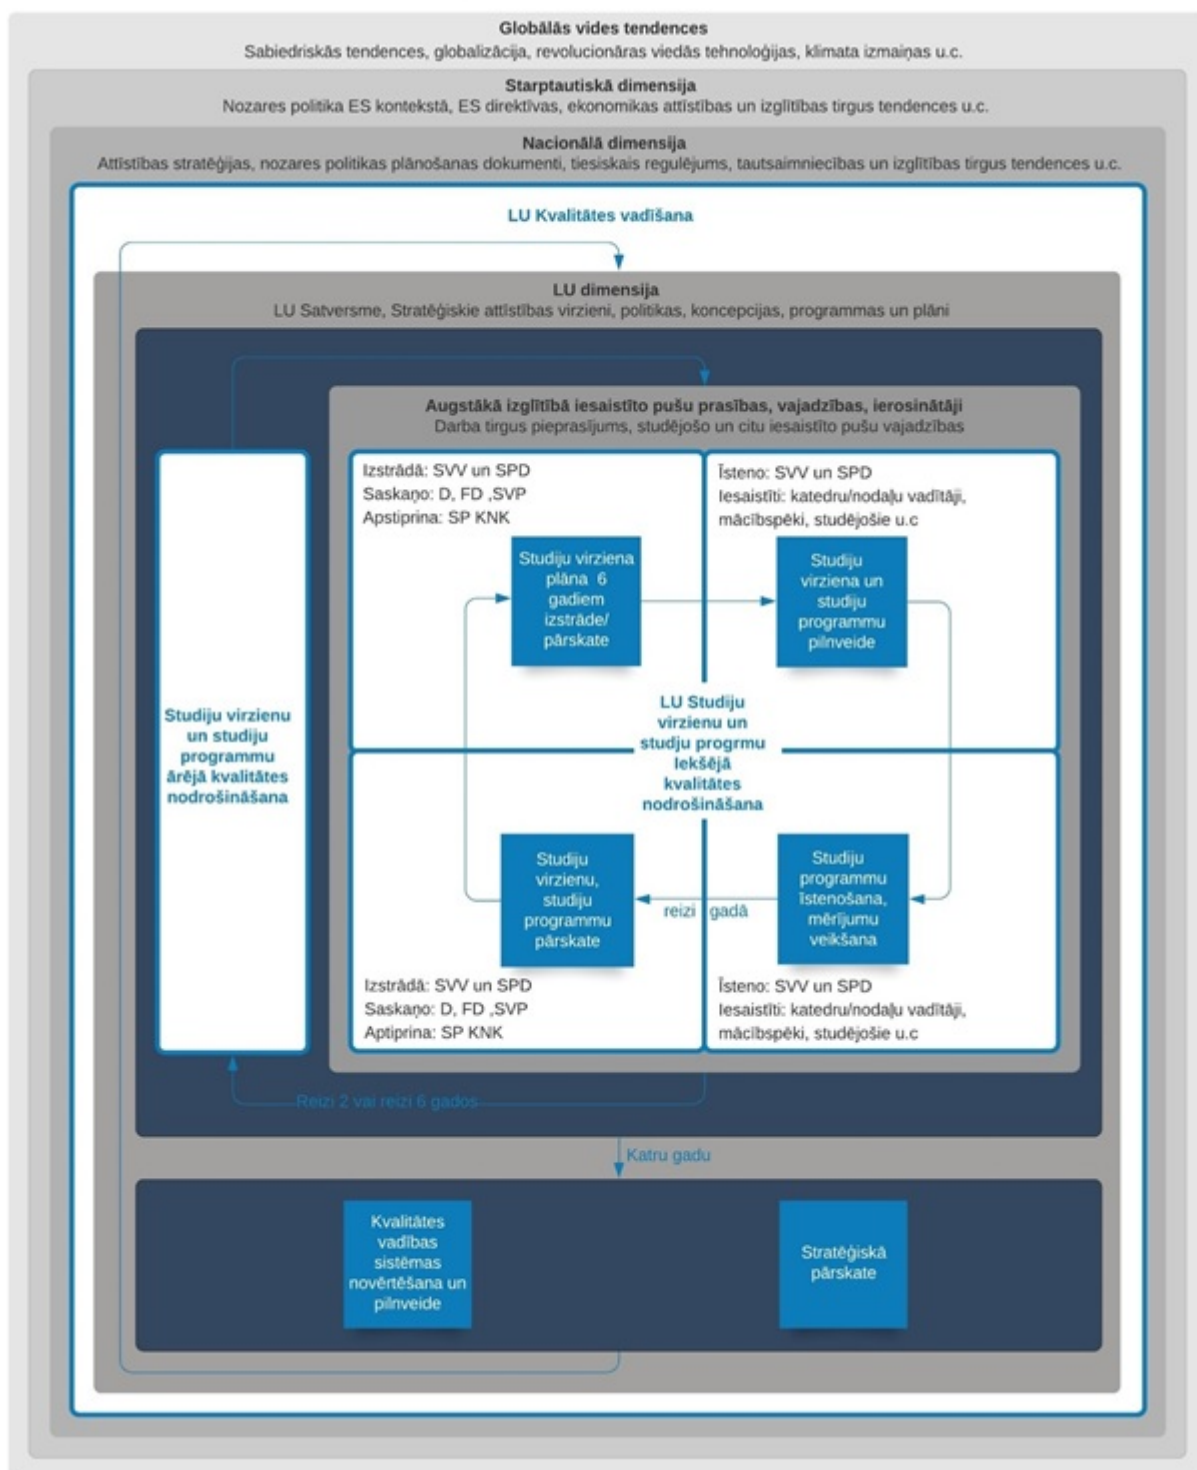 Globālās vides tendences
Sabiedriskās tendences, globalizācija, revolucionāras viedās tehnoloģijas, klimata izmaiņas u.c.
Starptautiskā dimensija
Nozares politika ES kontekstā, ES direktīvas, ekonomikas attīstības un izglītības tirgus tendences u.c.
Nacionālā dimensija
Attīstības stratēģijas, nozares politikas plānošanas dokumenti, tiesiskais regulējums, tautsaimniecības un izglītības tirgus tendences u.c.
LU Kvalitātes vadīšana
LU dimensija
LU Satversme, Stratēģiskie attīstības virzieni, politikas, koncepcijas, programmas un plāni
Augstākā izglītībā iesaistīto pušu prasības, vajadzības, ierosinātāji
Darba tirgus pieprasījums, studējošo un citu iesaistīto pušu vajadzības
Izstrādā: SVV un SPD
Saskaņo: D, FD ,SVP
Apstiprina: SP KNK
Īsteno: SVV un SPD
Iesaistīti: katedru/nodaļu vadītāji,
mācībspēki, studējošie u.c
Studiju virziena
plāna 6
gadiem
izstrāde/
pārskate
Studiju
virziena un
studiju
programmu
pilnveide
Studiju virzienu
un studiju
programmu
ārējā kvalitātes
nodrošināšana
LU Studiju
virzienu un
studju progrmu
Iekšējā
kvalitātes
nodrošināšana
Studiju
virzienu,
studiju
programmu
pārskate
reizi gadā
Studiju
programmu
īstenošana,
mērījumu
veikšana
Izstrādā: SVV un SPD
Saskaņo: D, FD ,SVP
Aptiprina: SP KNK
Īsteno: SVV un SPD
Iesaistīti: katedru/nodaļu vadītāji,
mācībspēki, studējošie u.c
Reizi 2 vai reizi 6 gados
Katru gadu
Kvalitātes
vadības
sistēmas
novērtēšana un
pilnveide
Stratēģiskā
pārskate